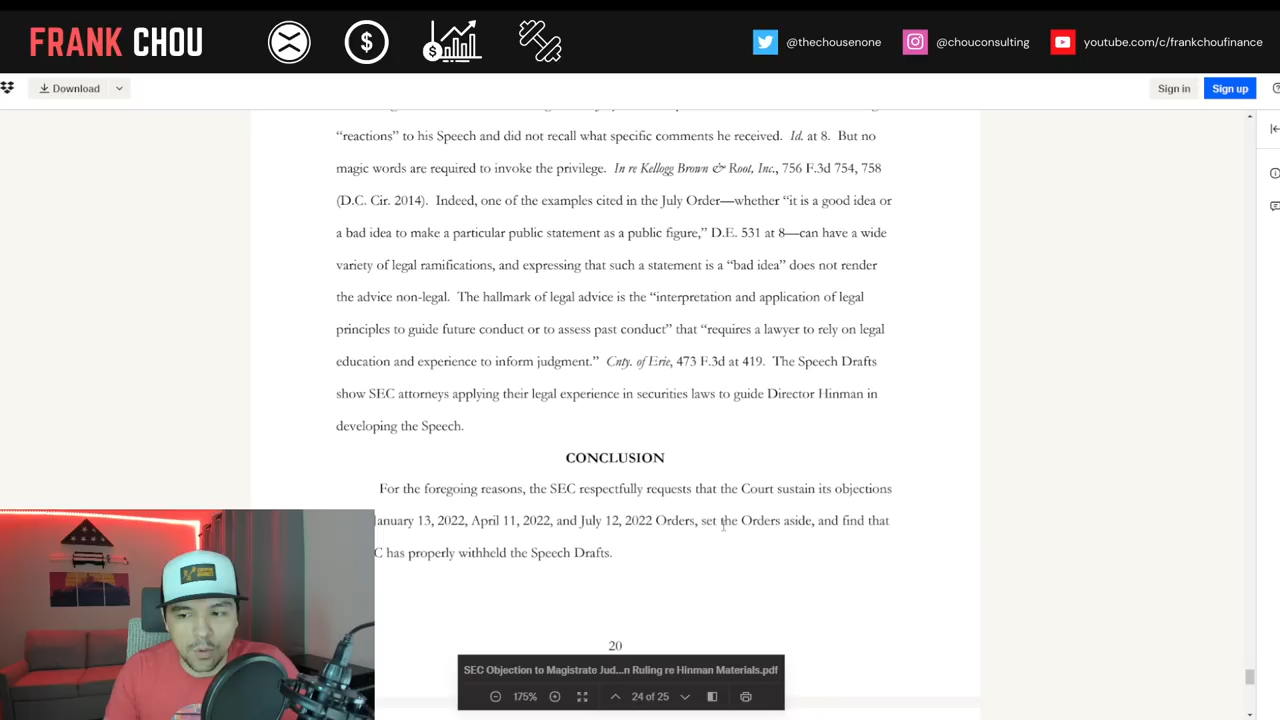 FRANK CHOU
@thechousenone
@chouconsulting
youtube.com/c/frankchoufinance
Download
Sign in
Sign up
“reactions” to his Speech and did not recall what specific comments he received. Id. at 8. But no
magic words are required to invoke the privilege. In re Kellogg Brown & Root, Inc., 756 F.3d 754, 758
(D.C. Cir. 2014). Indeed, one of the examples cited in the July Order—whether “it is a good idea or
a bad idea to make a particular public statement as a public figure,” D.E. 531 at 8—can have a wide
variety of legal ramifications, and expressing that such a statement is a “bad idea” does not render
the advice non-legal. The hallmark of legal advice is the “interpretation and application of legal
principles to guide future conduct or to assess past conduct” that “requires a lawyer to rely on legal
education and experience to inform judgment.” Cnty. of Erie, 473 F.3d at 419. The Speech Drafts
show SEC attorneys applying their legal experience in securities laws to guide Director Hinman in
developing the Speech.
CONCLUSION
For the foregoing reasons, the SEC respectfully requests that the Court sustain its objections
January 13, 2022, April 11, 2022, and July 12, 2022 Orders, set the Orders aside, and find that
C has properly withheld the Speech Drafts.
20
SEC Objection to Magistrate Jud...n Ruling re Hinman Materials.pdf
175%
24 of 25